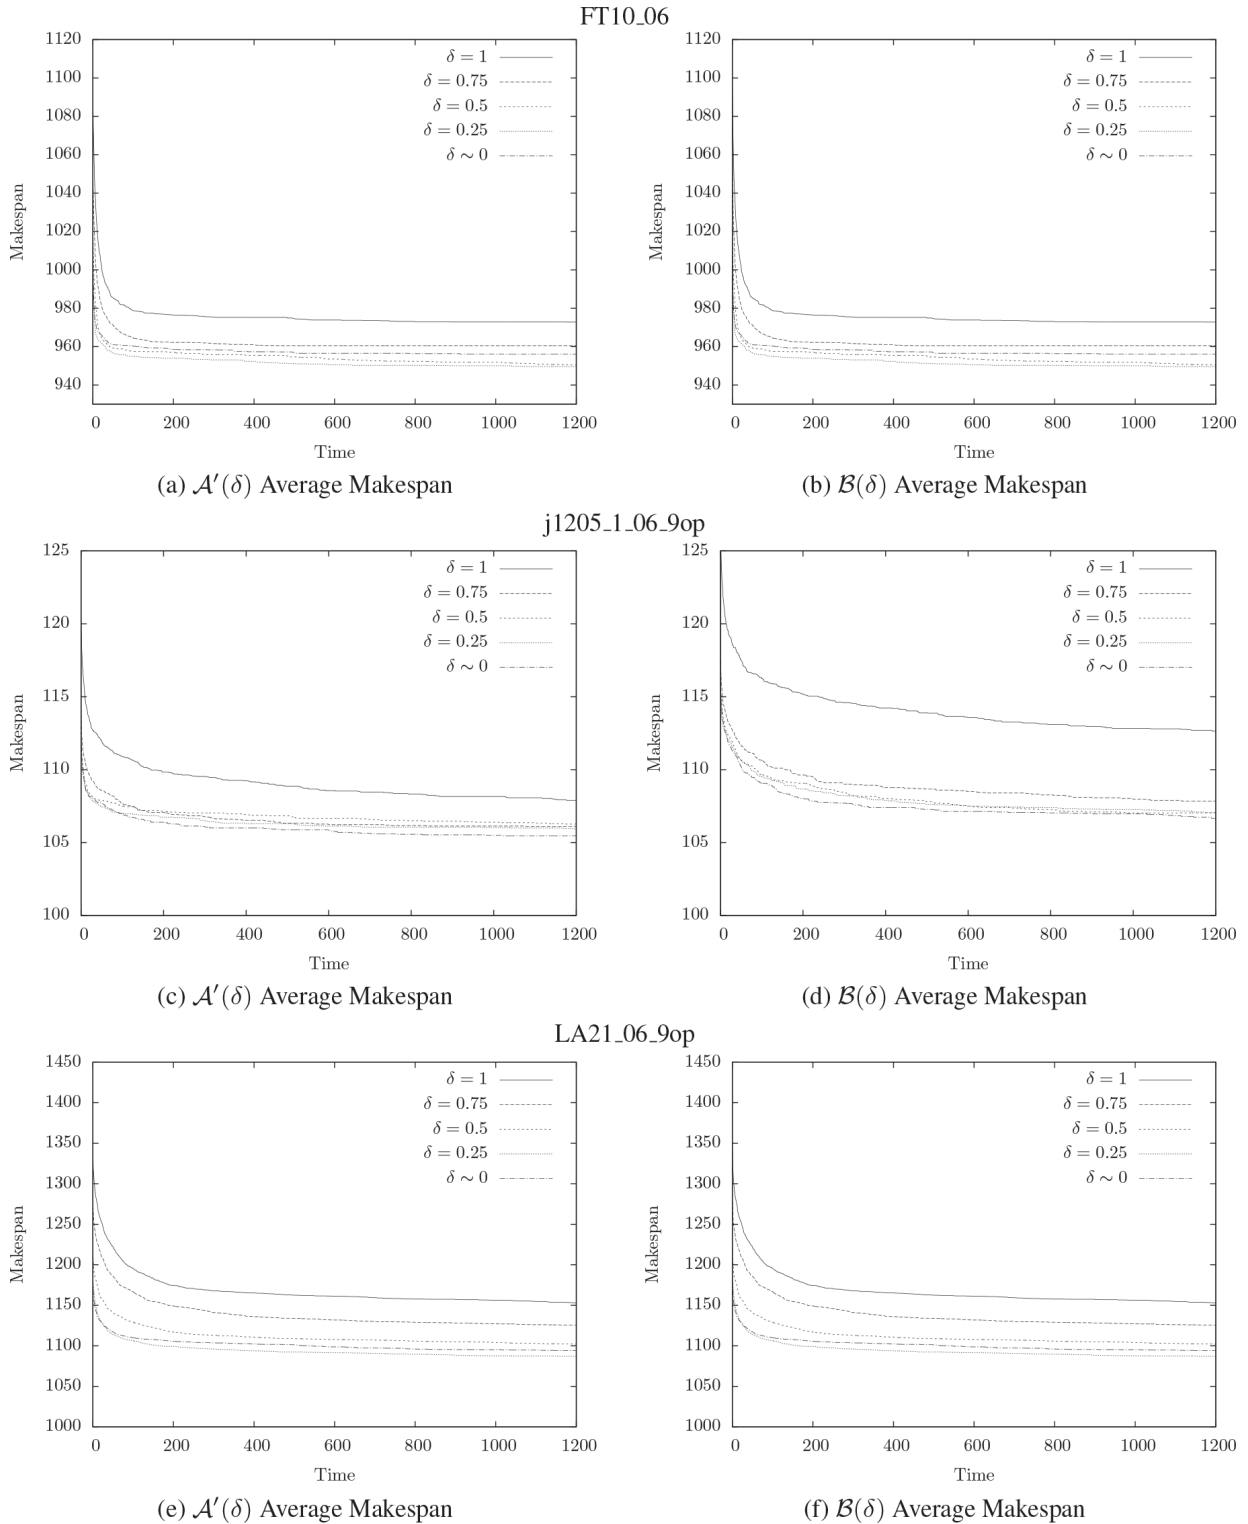 FT10_06
1120
1100
1080
1060
1040
1020
1000
980
960
940
0 200 400 600 800 1000 1200
Makespan
Time
δ = 1
δ = 0.75
δ = 0.5
δ = 0.25
δ ∼ 0
(a) 𝒜′(δ) Average Makespan
1120
1100
1080
1060
1040
1020
1000
980
960
940
0 200 400 600 800 1000 1200
Makespan
Time
δ = 1
δ = 0.75
δ = 0.5
δ = 0.25
δ ∼ 0
(b) ℬ(δ) Average Makespan
j1205_1_06_9op
125
120
115
110
105
100
0 200 400 600 800 1000 1200
Makespan
Time
δ = 1
δ = 0.75
δ = 0.5
δ = 0.25
δ ∼ 0
(c) 𝒜′(δ) Average Makespan
125
120
115
110
105
100
0 200 400 600 800 1000 1200
Makespan
Time
δ = 1
δ = 0.75
δ = 0.5
δ = 0.25
δ ∼ 0
(d) ℬ(δ) Average Makespan
LA21_06_9op
1450
1400
1350
1300
1250
1200
1150
1100
1050
1000
0 200 400 600 800 1000 1200
Makespan
Time
δ = 1
δ = 0.75
δ = 0.5
δ = 0.25
δ ∼ 0
(e) 𝒜′(δ) Average Makespan
1450
1400
1350
1300
1250
1200
1150
1100
1050
1000
0 200 400 600 800 1000 1200
Makespan
Time
δ = 1
δ = 0.75
δ = 0.5
δ = 0.25
δ ∼ 0
(f) ℬ(δ) Average Makespan